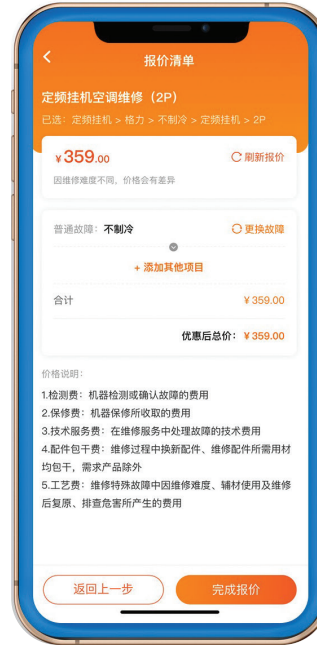 报价清单
定频挂机空调维修（2P）
已选：定频挂机 > 格力 > 不制冷 > 定频挂机 > 2P
¥359.00 刷新报价
因维修难度不同，价格会有差异
普通故障：不制冷 更换故障
+ 添加其他项目
合计 ¥359.00
优惠后总价：¥359.00
价格说明：
1.检测费：机器检测或确认故障的费用
2.保修费：机器保修所收取的费用
3.技术服务费：在维修服务中处理故障的技术费用
4.配件包干费：维修过程中换新配件、维修配件所需用材
均包干，需求产品除外
5.工艺费：维修特殊故障中因维修难度、辅材使用及维修
后复原、排查危害所产生的费用
返回上一步 完成报价